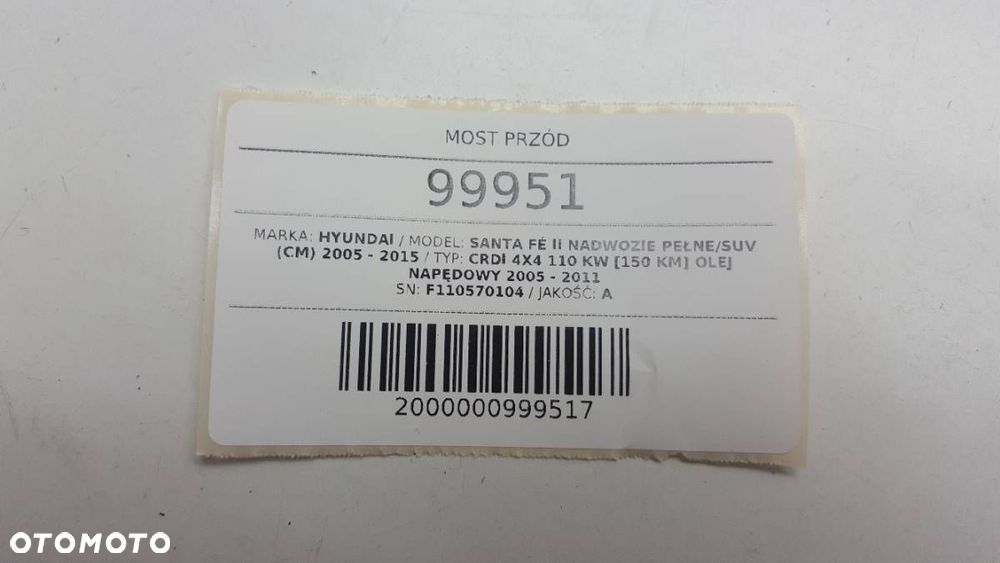 MOST PRZÓD
99951
MARKA: HYUNDAI / MODEL: SANTA FÉ II NADWOZIE PEŁNE/SUV
(CM) 2005 - 2015 / TYP: CRDI 4X4 110 KW [150 KM] OLEJ
NAPĘDOWY 2005 - 2011
SN: F110570104 / JAKOŚĆ: A
2000000999517
OTOMOTO